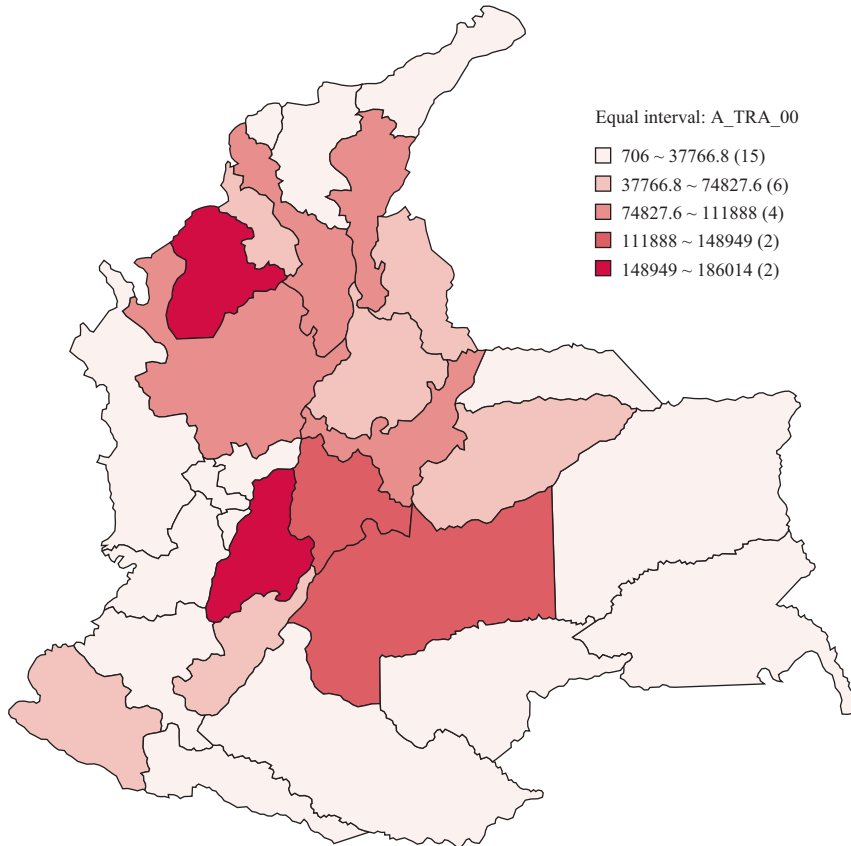 Equal interval: A_TRA_00
706 ~ 37766.8 (15)
37766.8 ~ 74827.6 (6)
74827.6 ~ 111888 (4)
111888 ~ 148949 (2)
148949 ~ 186014 (2)